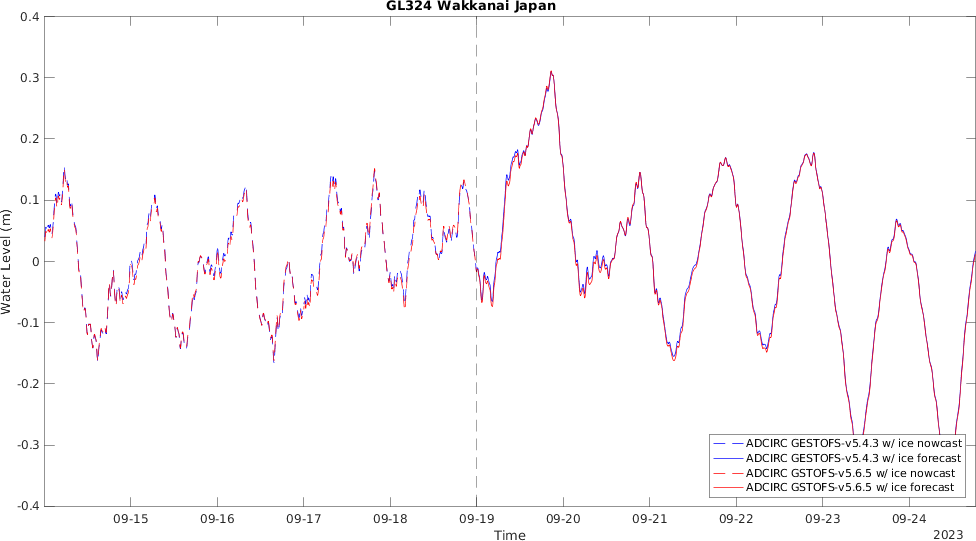 GL324 Wakkanai Japan
0.4
0.3
0.2
0.1
0
-0.1
-0.2
-0.3
-0.4
Water Level (m)
ADCIRC GESTOFS-v5.4.3 w/ ice nowcast
ADCIRC GESTOFS-v5.4.3 w/ ice forecast
ADCIRC GSTOFS-v5.6.5 w/ ice nowcast
ADCIRC GSTOFS-v5.6.5 w/ ice forecast
09-15 09-16 09-17 09-18 09-19 09-20 09-21 09-22 09-23 09-24
Time
2023